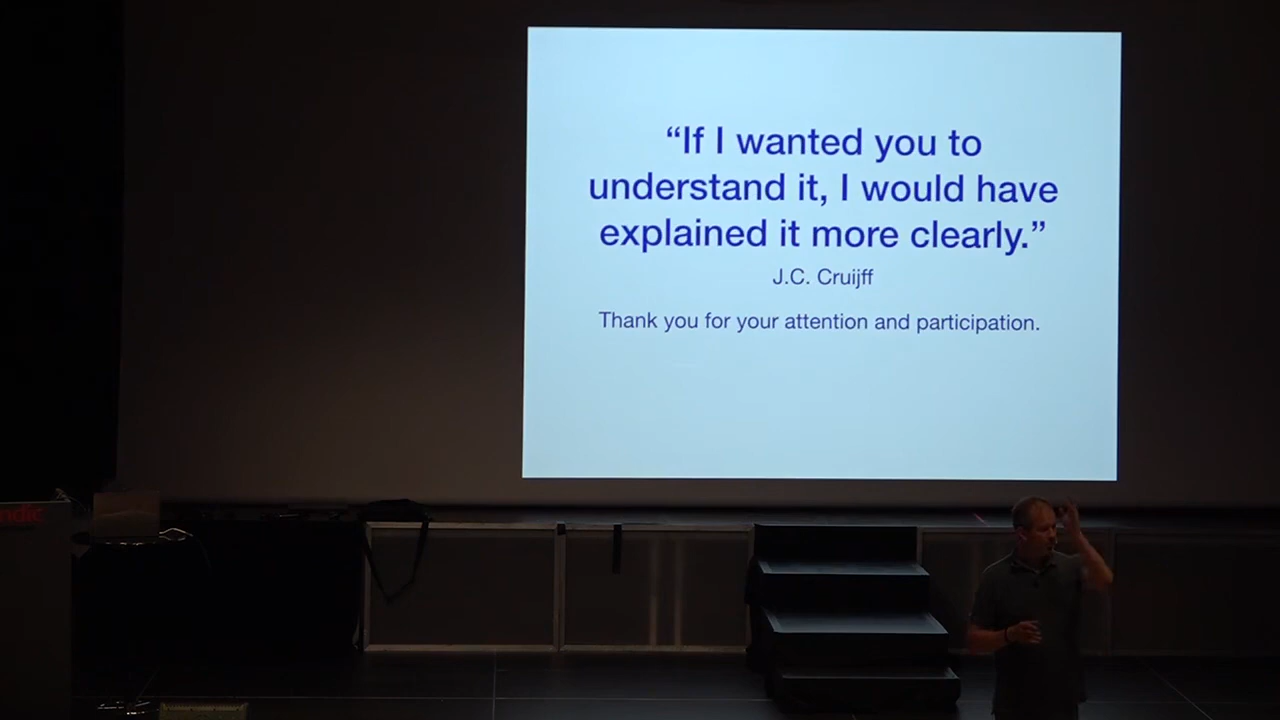 “If I wanted you to
understand it, I would have
explained it more clearly.”
J.C. Cruijff
Thank you for your attention and participation.